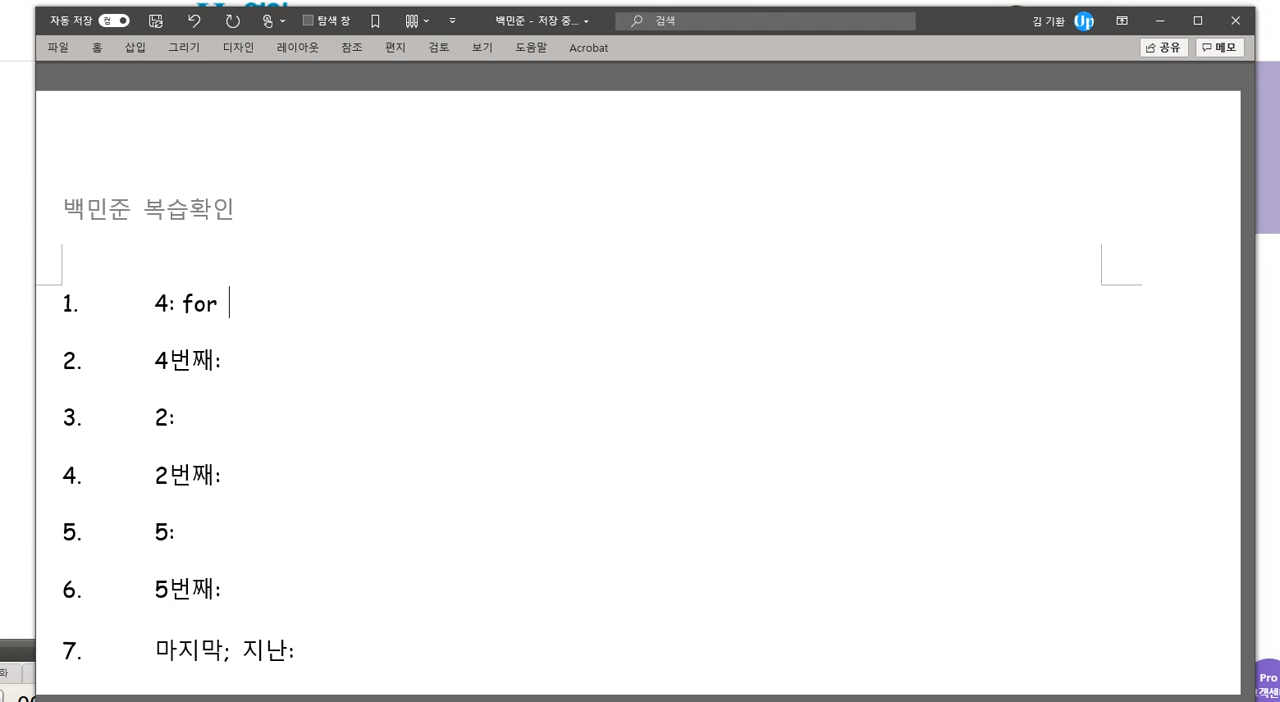 자동 저장 컴 탐색 창 백민준 - 저장 중... 검색 김 기환 Up
파일 홈 삽입 그리기 디자인 레이아웃 참조 편지 검토 보기 도움말 Acrobat 공유 메모
백민준 복습확인
1. 4: for
2. 4번째:
3. 2:
4. 2번째:
5. 5:
6. 5번째:
7. 마지막; 지난:
화
Pro